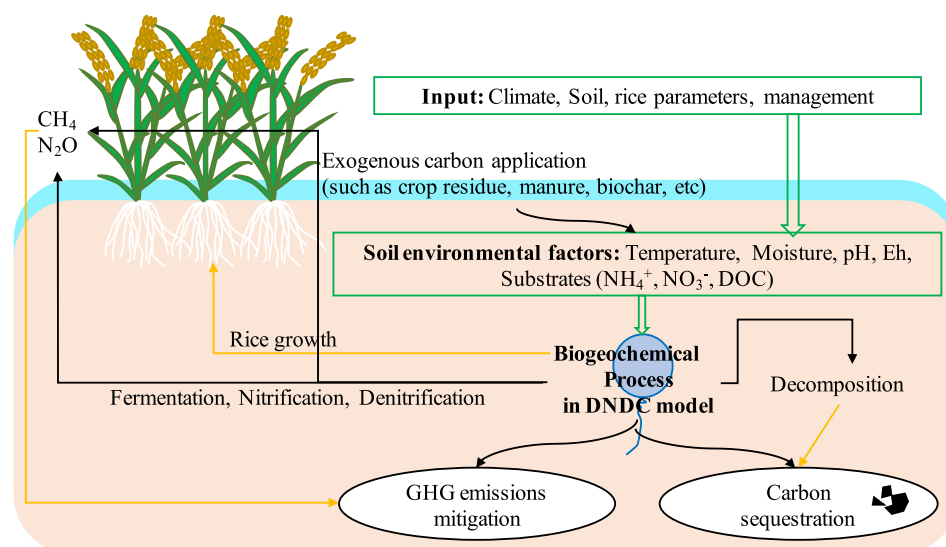 Input: Climate, Soil, rice parameters, management
CH₄
N₂O
Exogenous carbon application
(such as crop residue, manure, biochar, etc)
Soil environmental factors: Temperature, Moisture, pH, Eh,
Substrates (NH₄⁺, NO₃⁻, DOC)
Rice growth
Biogeochemical
Process
in DNDC model
Decomposition
Fermentation, Nitrification, Denitrification
GHG emissions
mitigation
Carbon
sequestration